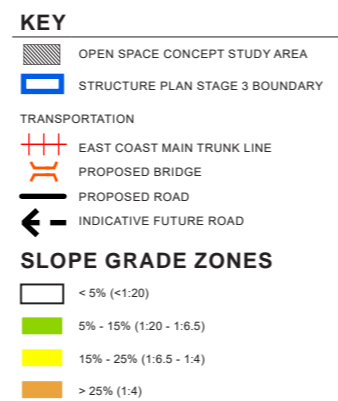 KEY
OPEN SPACE CONCEPT STUDY AREA
STRUCTURE PLAN STAGE 3 BOUNDARY
TRANSPORTATION
EAST COAST MAIN TRUNK LINE
PROPOSED BRIDGE
PROPOSED ROAD
INDICATIVE FUTURE ROAD
SLOPE GRADE ZONES
< 5% (<1:20)
5% - 15% (1:20 - 1:6.5)
15% - 25% (1:6.5 - 1:4)
> 25% (1:4)